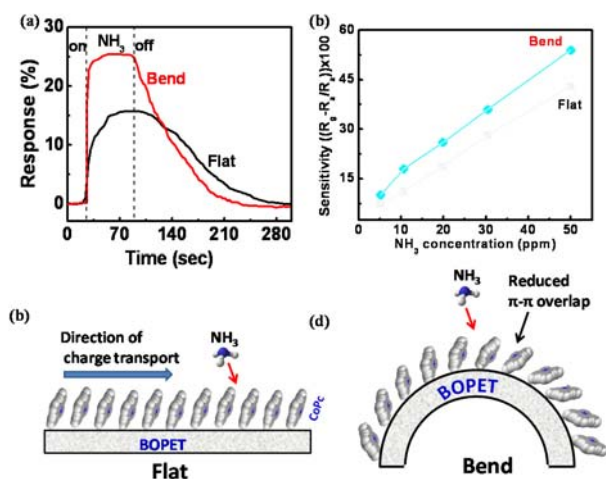 (a)
30
20
10
0
Response (%)
on
NH3
off
Bend
Flat
0 70 140 210 280
Time (sec)
(b)
60
45
30
15
Sensitivity ((Rg-Ra/Ra))x100
Bend
Flat
0 10 20 30 40 50
NH3 concentration (ppm)
(b)
Direction of
charge transport
NH3
CoPc
BOPET
Flat
(d)
NH3
Reduced
π-π overlap
BOPET
Bend